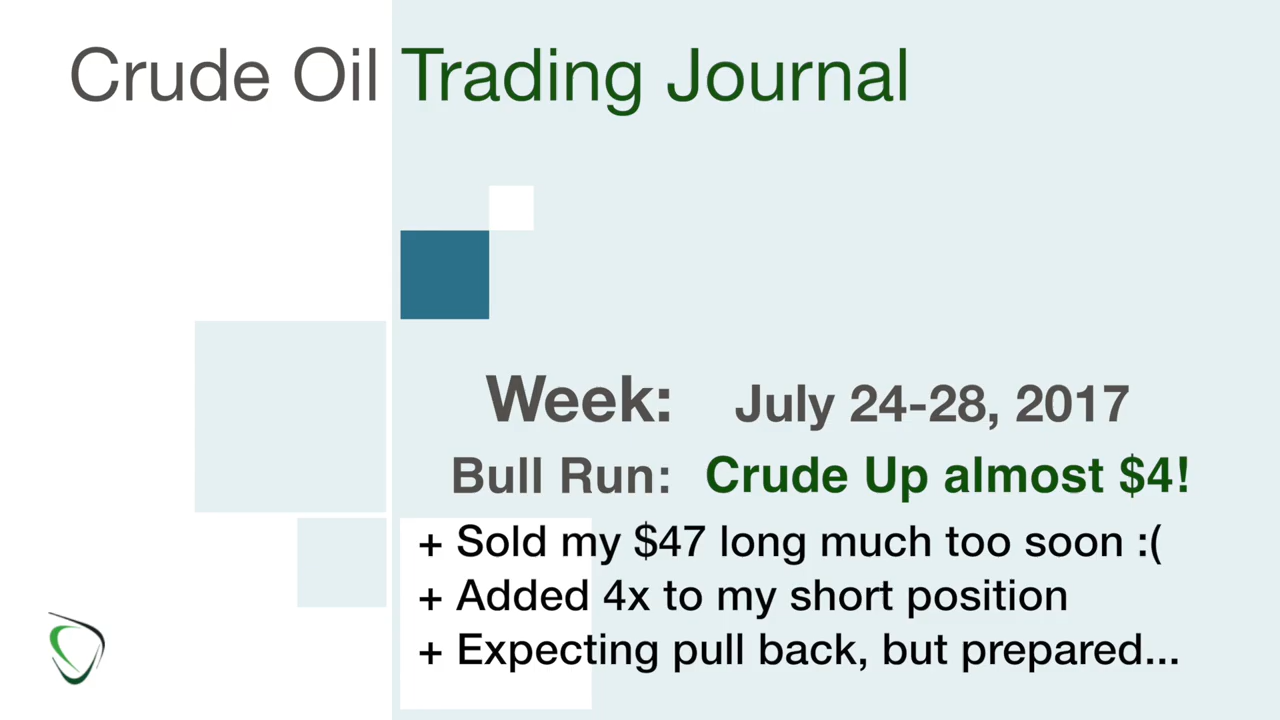 Crude Oil Trading Journal
Week: July 24-28, 2017
Bull Run: Crude Up almost $4!
+ Sold my $47 long much too soon :(
+ Added 4x to my short position
+ Expecting pull back, but prepared...